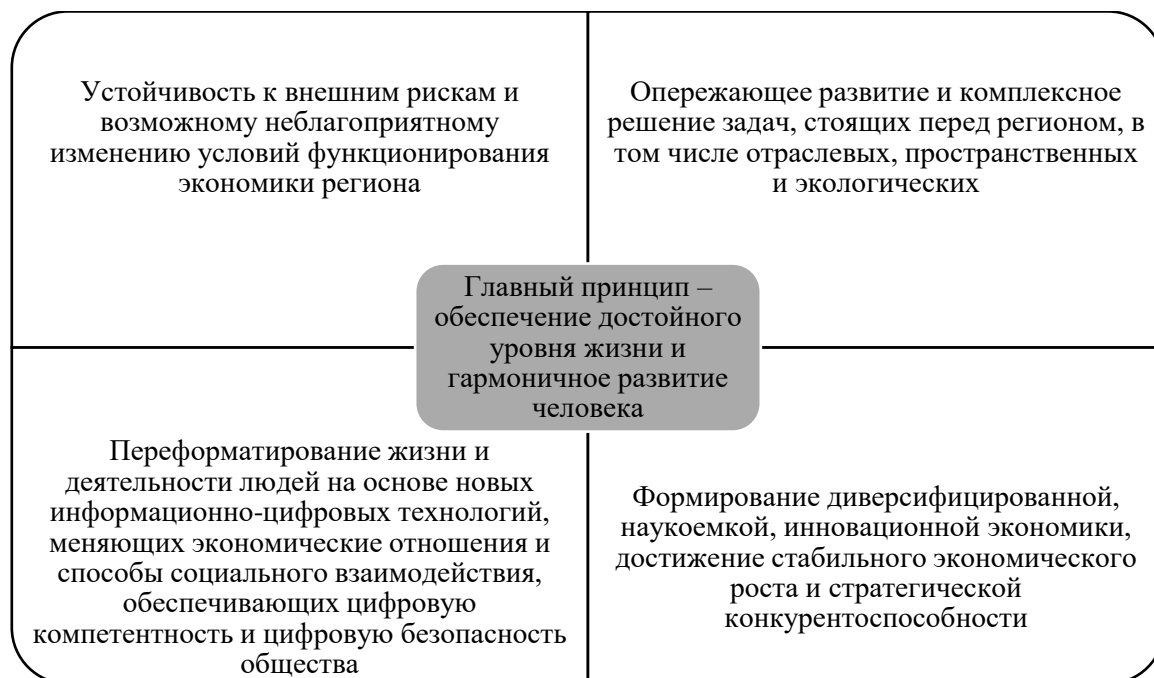 Устойчивость к внешним рискам и
возможному неблагоприятному
изменению условий функционирования
экономики региона
Опережающее развитие и комплексное
решение задач, стоящих перед регионом, в
том числе отраслевых, пространственных
и экологических
Главный принцип –
обеспечение достойного
уровня жизни и
гармоничное развитие
человека
Переформатирование жизни и
деятельности людей на основе новых
информационно-цифровых технологий,
меняющих экономические отношения и
способы социального взаимодействия,
обеспечивающих цифровую
компетентность и цифровую безопасность
общества
Формирование диверсифицированной,
наукоемкой, инновационной экономики,
достижение стабильного экономического
роста и стратегической
конкурентоспособности